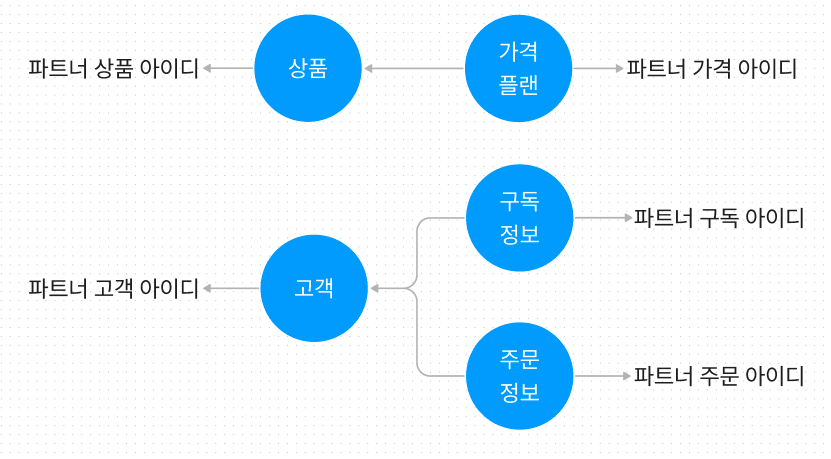 파트너 상품 아이디
상품
가격
플랜
파트너 가격 아이디
구독
정보
파트너 구독 아이디
파트너 고객 아이디
고객
주문
정보
파트너 주문 아이디